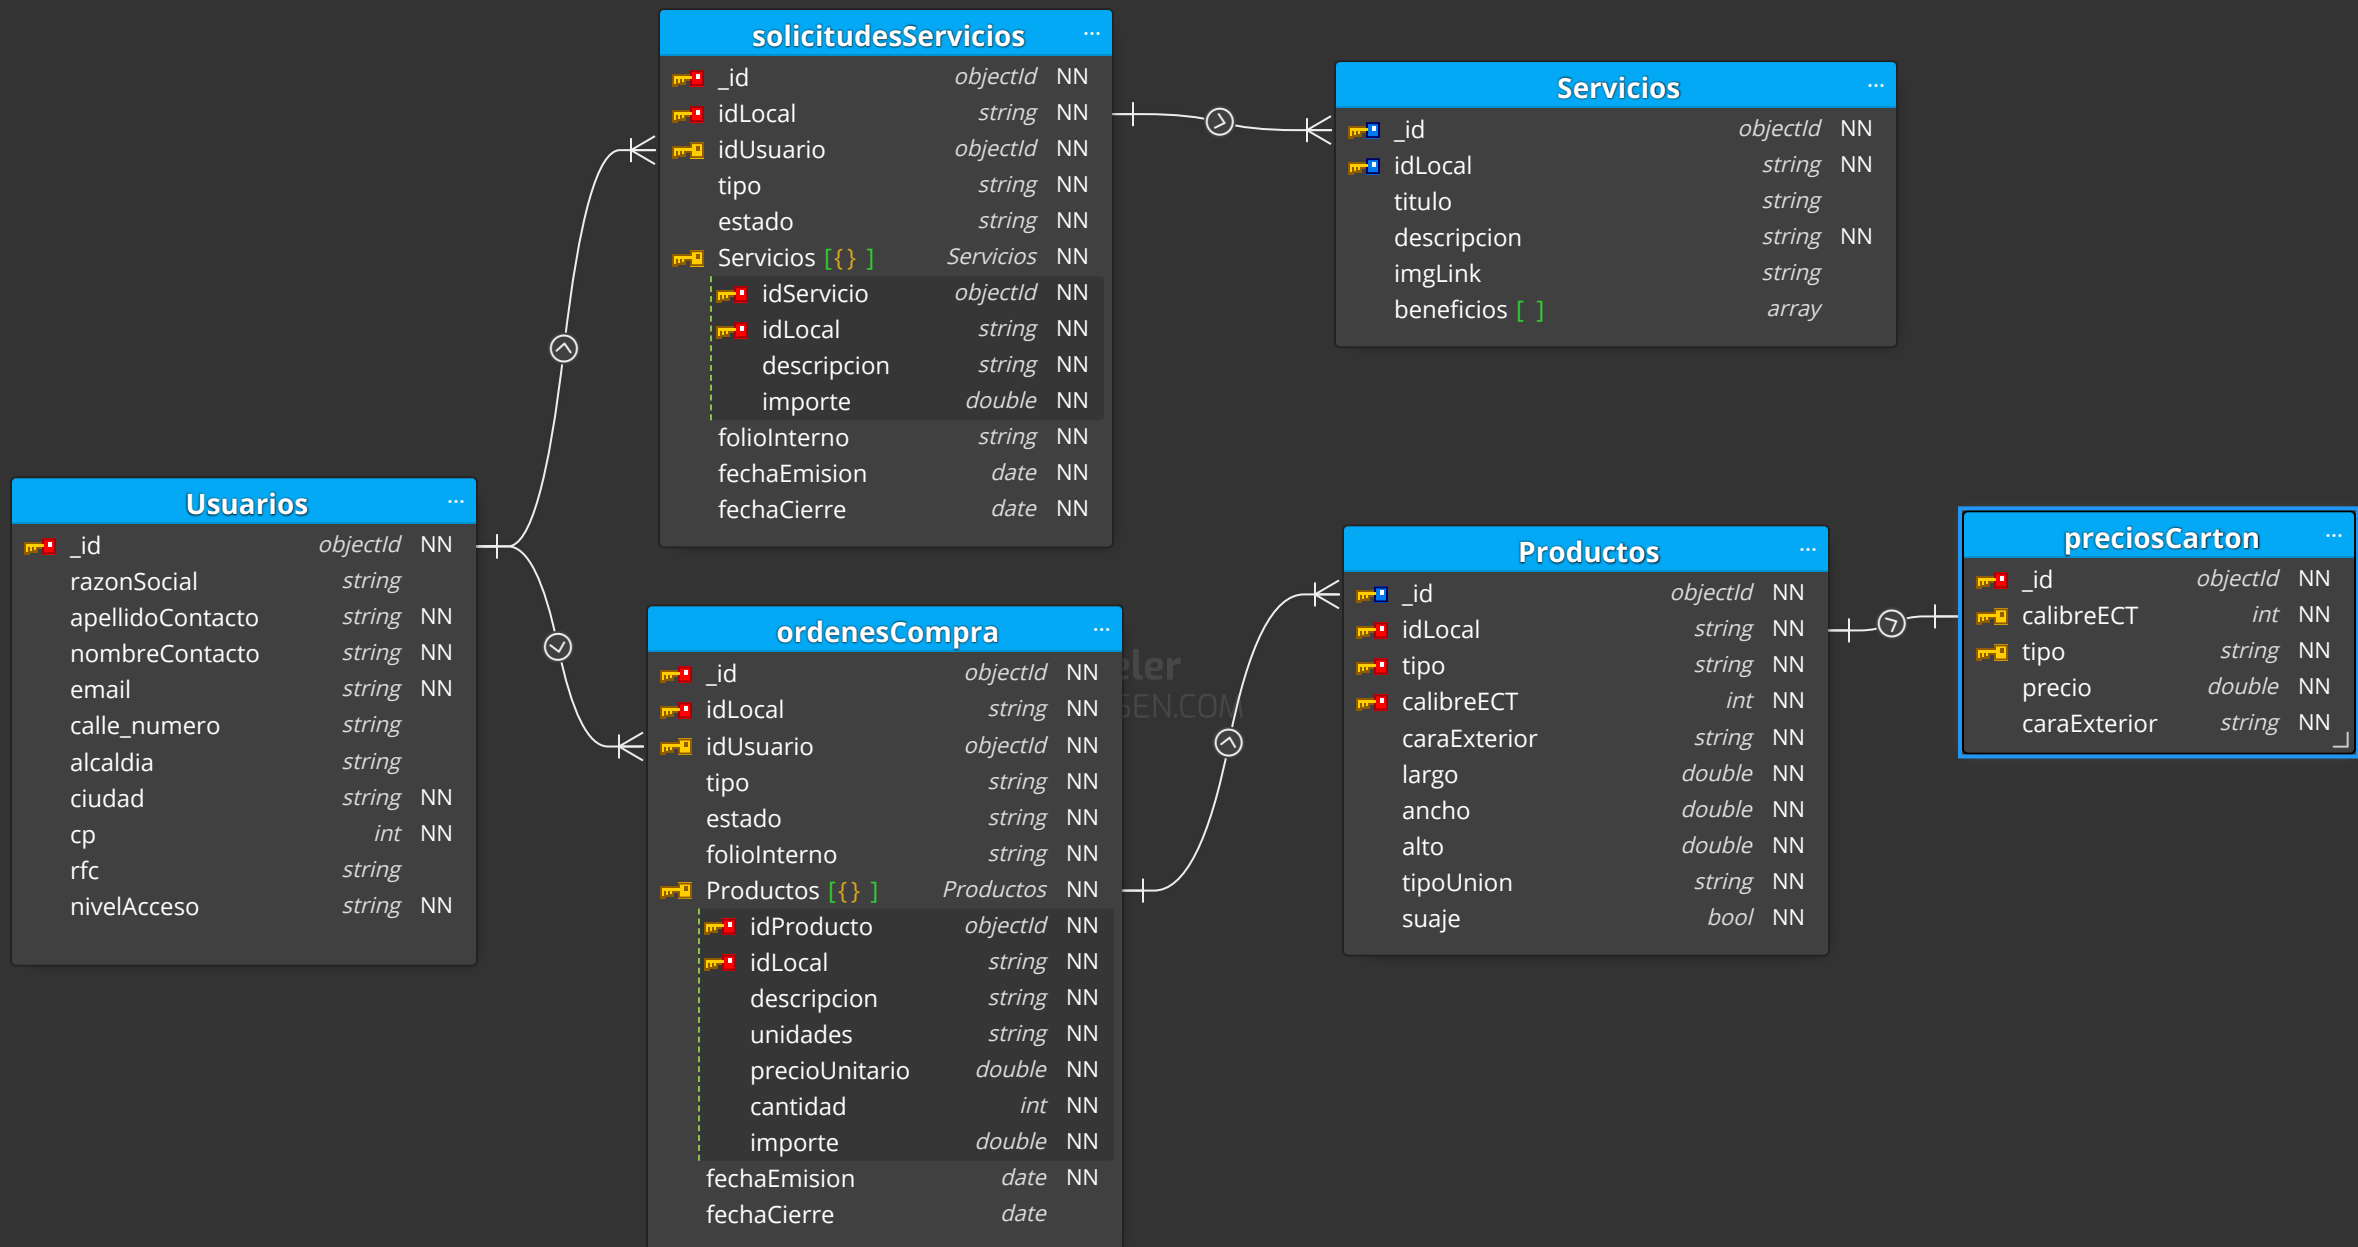 solicitudesServicios ...
_id objectId NN
idLocal string NN
idUsuario objectId NN
tipo string NN
estado string NN
Servicios [{} ] Servicios NN
idServicio objectId NN
idLocal string NN
descripcion string NN
importe double NN
folioInterno string NN
fechaEmision date NN
fechaCierre date NN
Servicios ...
_id objectId NN
idLocal string NN
titulo string
descripcion string NN
imgLink string
beneficios [ ] array
Usuarios ...
_id objectId NN
razonSocial string
apellidoContacto string NN
nombreContacto string NN
email string NN
calle_numero string
alcaldia string
ciudad string NN
cp int NN
rfc string
nivelAcceso string NN
ordenesCompra ...
_id objectId NN
idLocal string NN
idUsuario objectId NN
tipo string NN
estado string NN
folioInterno string NN
Productos [{} ] Productos NN
idProducto objectId NN
idLocal string NN
descripcion string NN
unidades string NN
precioUnitario double NN
cantidad int NN
importe double NN
fechaEmision date NN
fechaCierre date
Productos ...
_id objectId NN
idLocal string NN
tipo string NN
calibreECT int NN
caraExterior string NN
largo double NN
ancho double NN
alto double NN
tipoUnion string NN
suaje bool NN
preciosCarton ...
_id objectId NN
calibreECT int NN
tipo string NN
precio double NN
caraExterior string NN